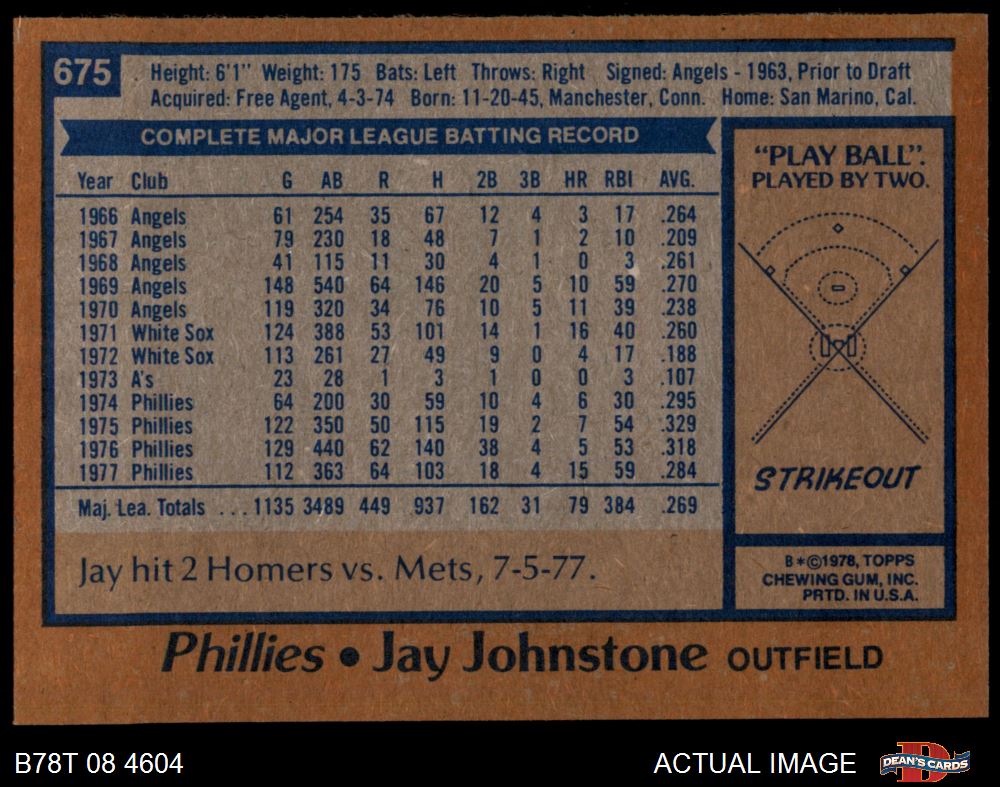 675
Height: 6'1" Weight: 175 Bats: Left Throws: Right Signed: Angels - 1963, Prior to Draft
Acquired: Free Agent, 4-3-74 Born: 11-20-45, Manchester, Conn. Home: San Marino, Cal.
COMPLETE MAJOR LEAGUE BATTING RECORD
Year Club G AB R H 2B 3B HR RBI AVG.
1966 Angels 61 254 35 67 12 4 3 17 .264
1967 Angels 79 230 18 48 7 1 2 10 .209
1968 Angels 41 115 11 30 4 1 0 3 .261
1969 Angels 148 540 64 146 20 5 10 59 .270
1970 Angels 119 320 34 76 10 5 11 39 .238
1971 White Sox 124 388 53 101 14 1 16 40 .260
1972 White Sox 113 261 27 49 9 0 4 17 .188
1973 A's 23 28 1 3 1 0 0 3 .107
1974 Phillies 64 200 30 59 10 4 6 30 .295
1975 Phillies 122 350 50 115 19 2 7 54 .329
1976 Phillies 129 440 62 140 38 4 5 53 .318
1977 Phillies 112 363 64 103 18 4 15 59 .284
Maj. Lea. Totals ... 1135 3489 449 937 162 31 79 384 .269
Jay hit 2 Homers vs. Mets, 7-5-77.
"PLAY BALL".
PLAYED BY TWO.
STRIKEOUT
B*©1978, TOPPS
CHEWING GUM, INC.
PRTD. IN U.S.A.
Phillies • Jay Johnstone OUTFIELD
B78T 08 4604
ACTUAL IMAGE
D
DEAN'S CARDS